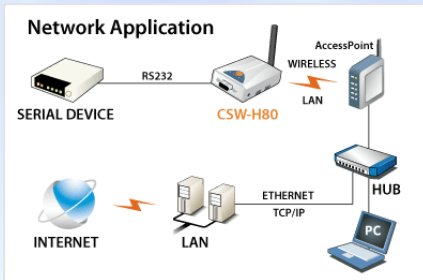 Network Application
AccessPoint
RS232
WIRELESS
LAN
SERIAL DEVICE
CSW-H80
HUB
ETHERNET
TCP/IP
PC
INTERNET
LAN